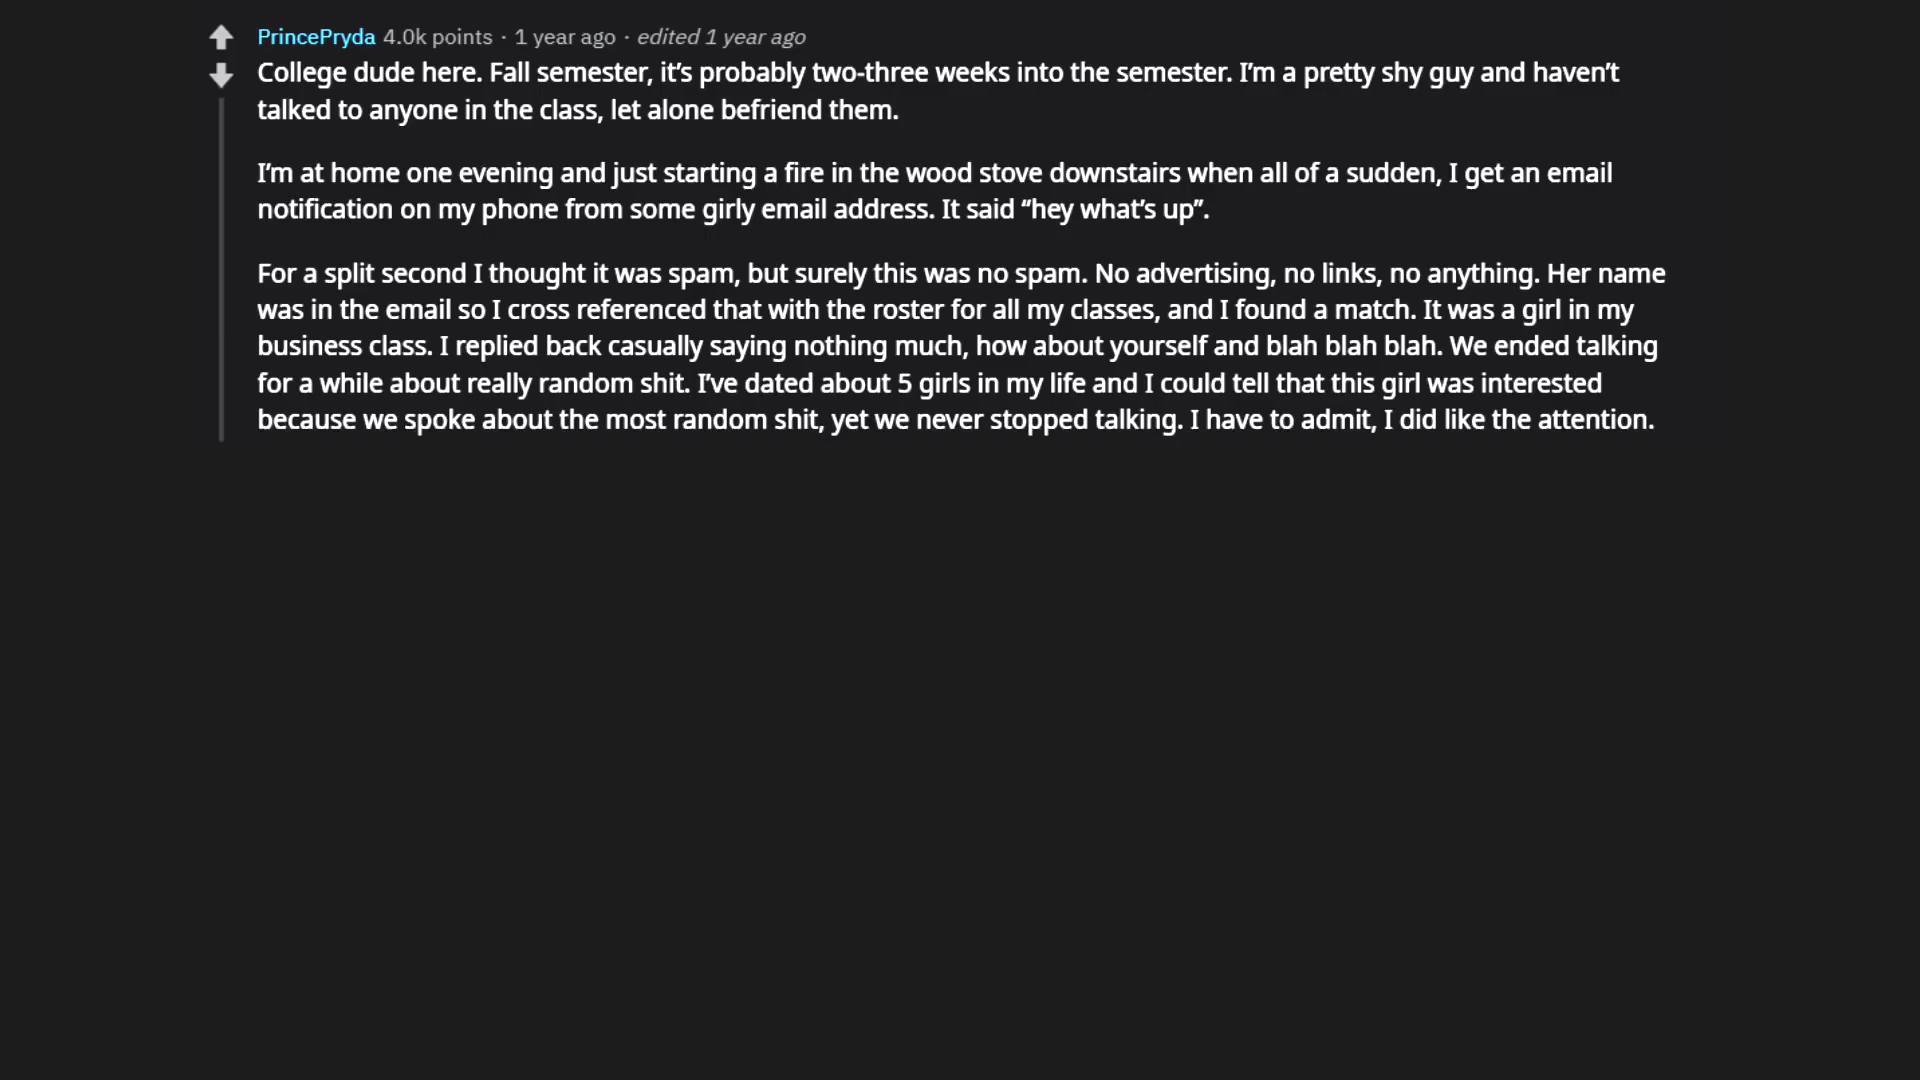 PrincePryda 4.0k points · 1 year ago · edited 1 year ago
College dude here. Fall semester, it’s probably two-three weeks into the semester. I’m a pretty shy guy and haven’t
talked to anyone in the class, let alone befriend them.
I’m at home one evening and just starting a fire in the wood stove downstairs when all of a sudden, I get an email
notification on my phone from some girly email address. It said “hey what’s up”.
For a split second I thought it was spam, but surely this was no spam. No advertising, no links, no anything. Her name
was in the email so I cross referenced that with the roster for all my classes, and I found a match. It was a girl in my
business class. I replied back casually saying nothing much, how about yourself and blah blah blah. We ended talking
for a while about really random shit. I’ve dated about 5 girls in my life and I could tell that this girl was interested
because we spoke about the most random shit, yet we never stopped talking. I have to admit, I did like the attention.